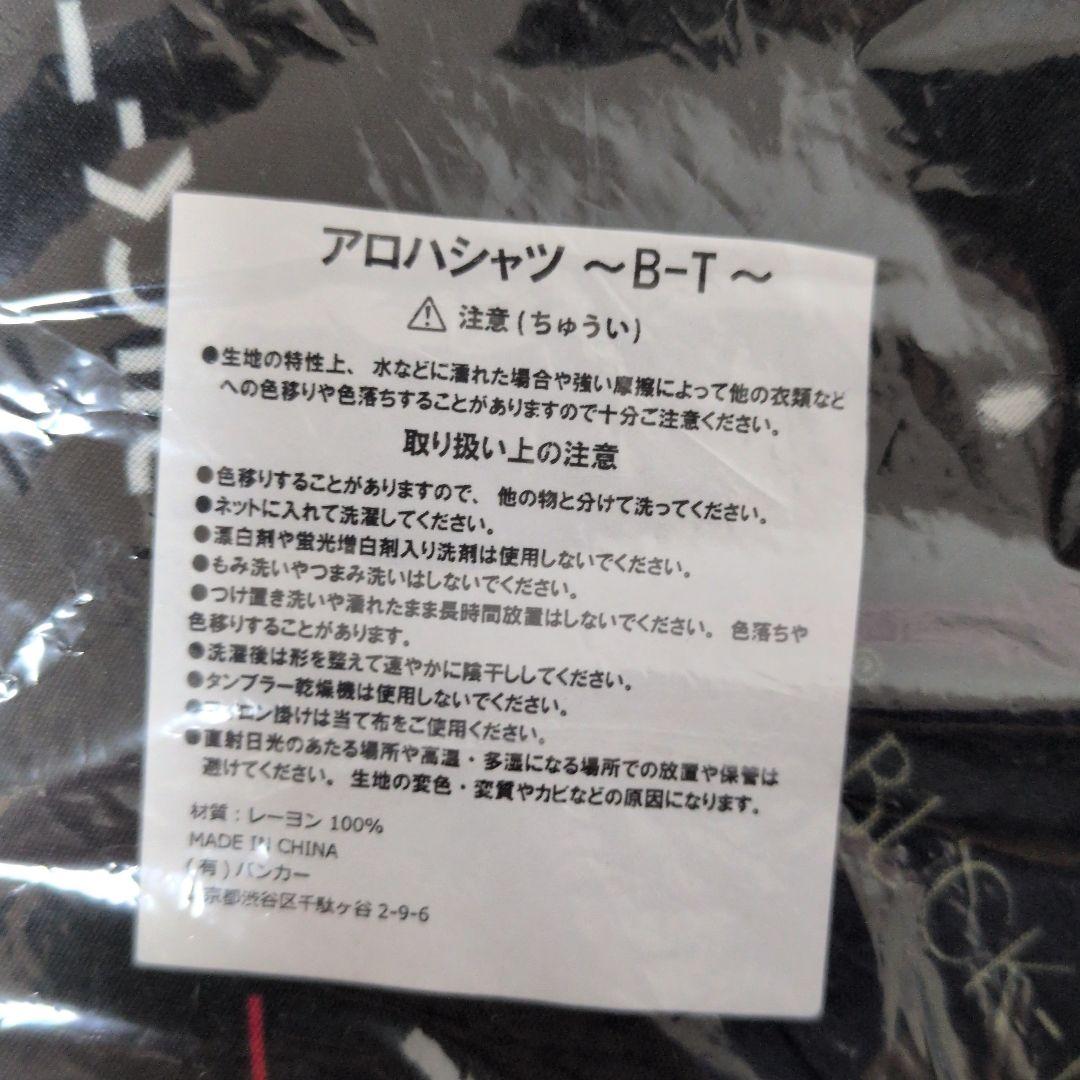 アロハシャツ ～B-T～
注意(ちゅうい)
●生地の特性上、水などに濡れた場合や強い摩擦によって他の衣類など
への色移りや色落ちすることがありますので十分ご注意ください。
取り扱い上の注意
●色移りすることがありますので、他の物と分けて洗ってください。
●ネットに入れて洗濯してください。
●漂白剤や蛍光増白剤入り洗剤は使用しないでください。
●もみ洗いやつまみ洗いはしないでください。
●つけ置き洗いや濡れたまま長時間放置はしないでください。色落ちや
色移りすることがあります。
●洗濯後は形を整えて速やかに陰干ししてください。
●タンブラー乾燥機は使用しないでください。
●アイロン掛けは当て布をご使用ください。
●直射日光のあたる場所や高温・多湿になる場所での放置や保管は
避けてください。生地の変色・変質やカビなどの原因になります。
材質：レーヨン 100%
MADE IN CHINA
(有)バンカー
東京都渋谷区千駄ヶ谷 2-9-6